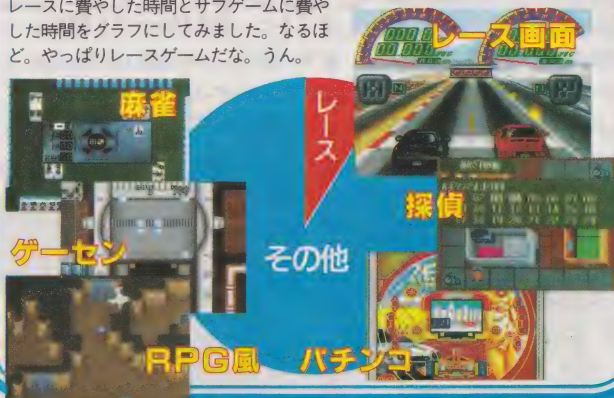 レースに費やした時間とサブゲームに費や
した時間をグラフにしてみました。なるほ
ど。やっぱりレースゲームだな。うん。
レース画面
麻雀
レース
探偵
ゲーセン
その他
RPG風
パチンコ